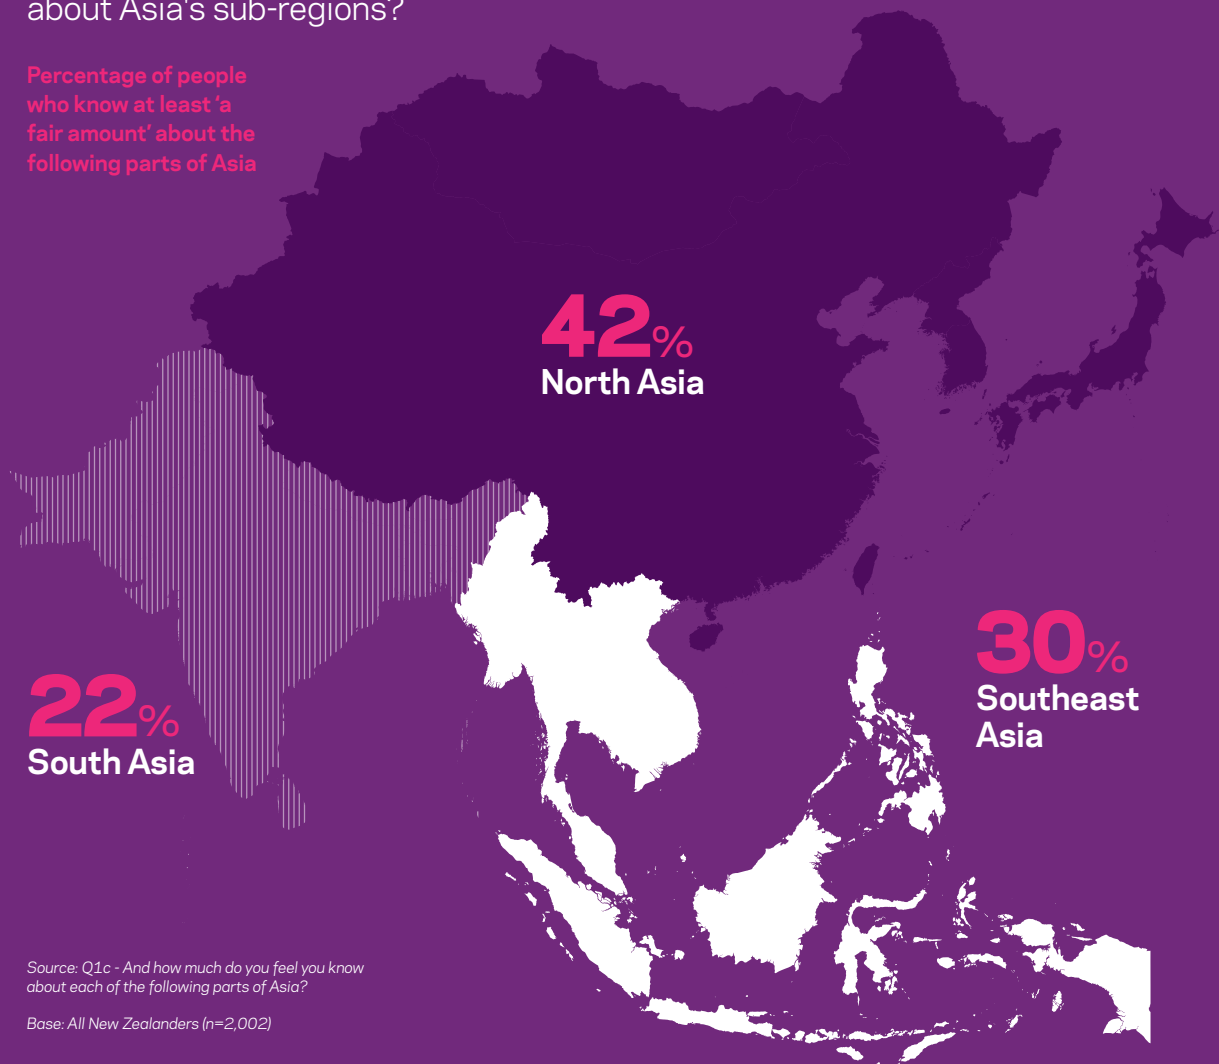 about Asia's sub-regions?
Percentage of people
who know at least ‘a
fair amount’ about the
following parts of Asia
42%
North Asia
30%
Southeast
Asia
22%
South Asia
Source: Q1c - And how much do you feel you know
about each of the following parts of Asia?
Base: All New Zealanders (n=2,002)